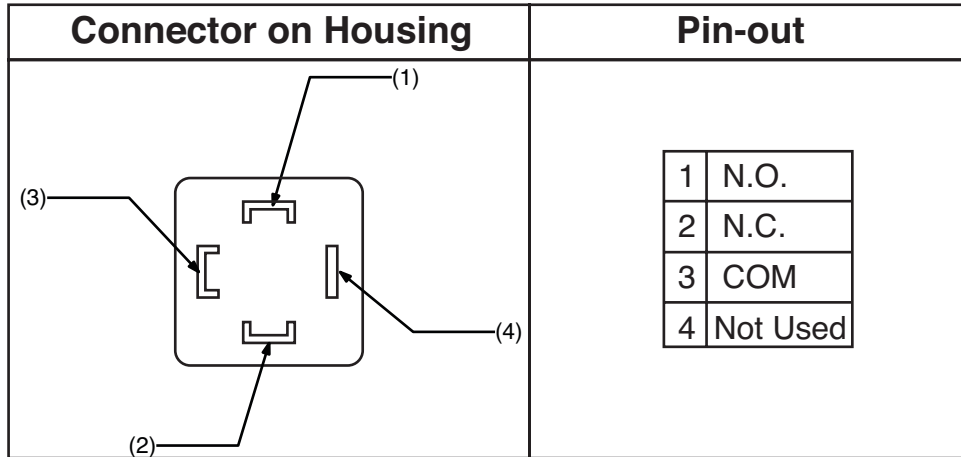 Connector on Housing
Pin-out
(1)
(3)
(4)
(2)
1 N.O.
2 N.C.
3 COM
4 Not Used